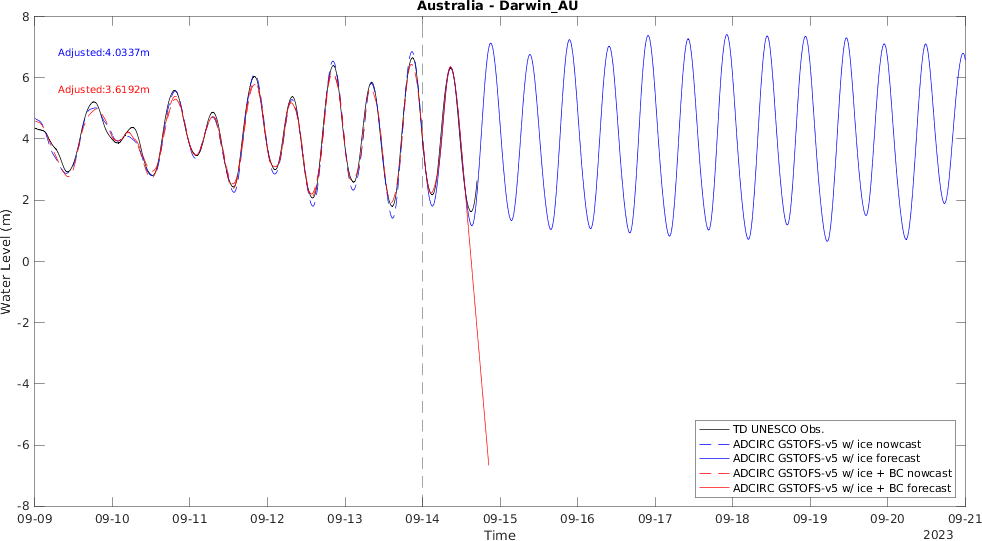 Australia - Darwin_AU
8
Adjusted:4.0337m
6
Adjusted:3.6192m
4
2
Water Level (m)
0
-2
-4
-6
-8
TD UNESCO Obs.
ADCIRC GSTOFS-v5 w/ ice nowcast
ADCIRC GSTOFS-v5 w/ ice forecast
ADCIRC GSTOFS-v5 w/ ice + BC nowcast
ADCIRC GSTOFS-v5 w/ ice + BC forecast
09-09 09-10 09-11 09-12 09-13 09-14 09-15 09-16 09-17 09-18 09-19 09-20 09-21
Time
2023